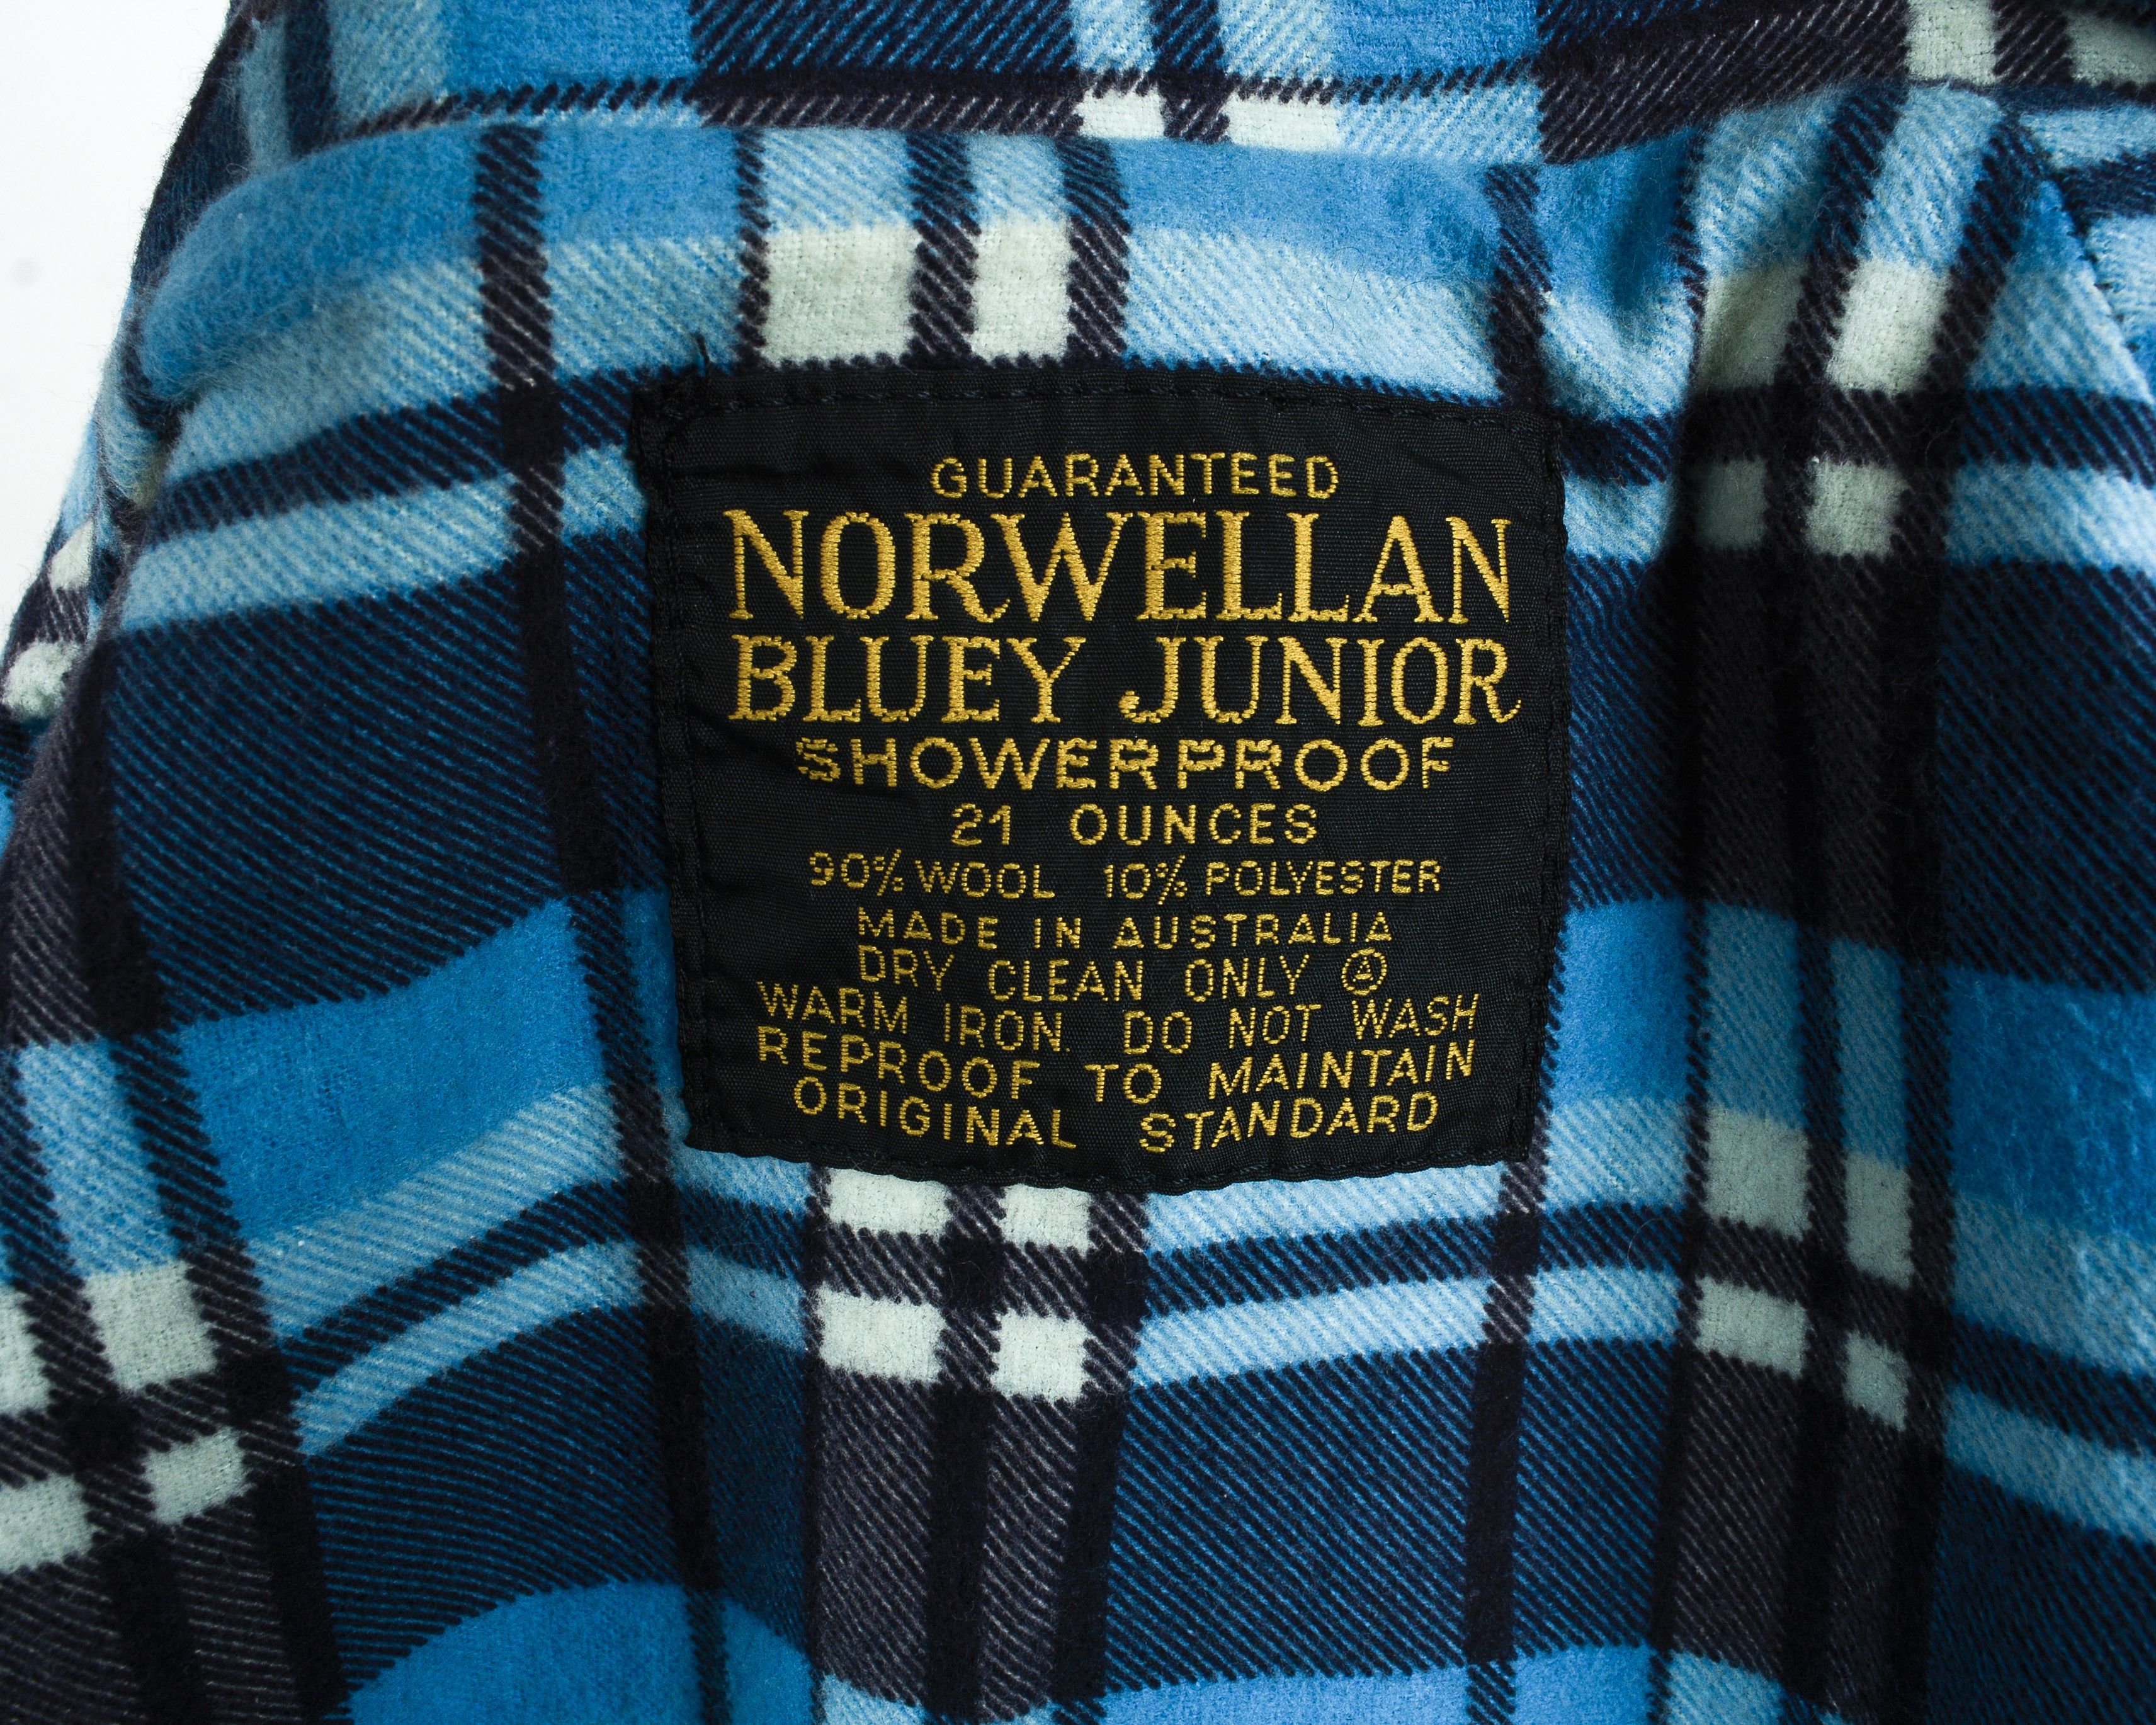 GUARANTEED
NORWELLAN
BLUEY JUNIOR
SHOWERPROOF
21 OUNCES
90% WOOL 10% POLYESTER
MADE IN AUSTRALIA
DRY CLEAN ONLY Ⓐ
WARM IRON. DO NOT WASH
REPROOF TO MAINTAIN
ORIGINAL STANDARD